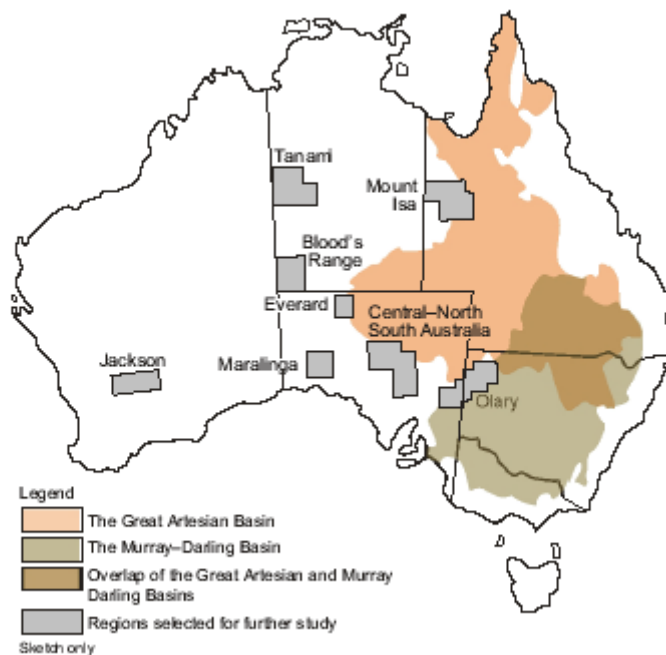 Tanami
Mount
Isa
Blood's
Range
Everard
Central–North
South Australia
Maralinga
Jackson
Olary
Legend
The Great Artesian Basin
The Murray–Darling Basin
Overlap of the Great Artesian and Murray
Darling Basins
Regions selected for further study
Sketch only